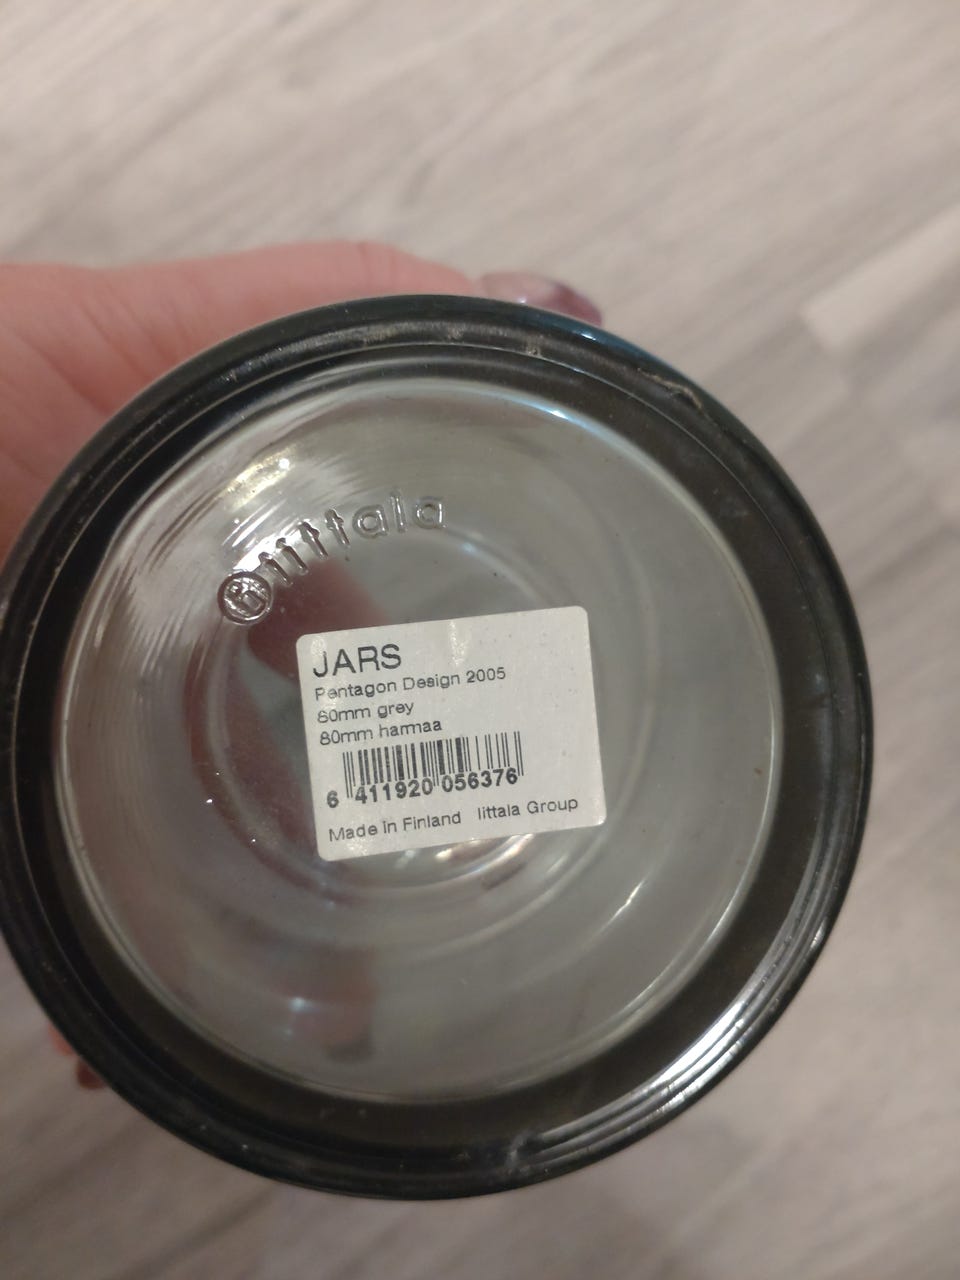 iittala
JARS
Pentagon Design 2005
80mm grey
80mm harmaa
6 411920 056376
Made in Finland Iittala Group